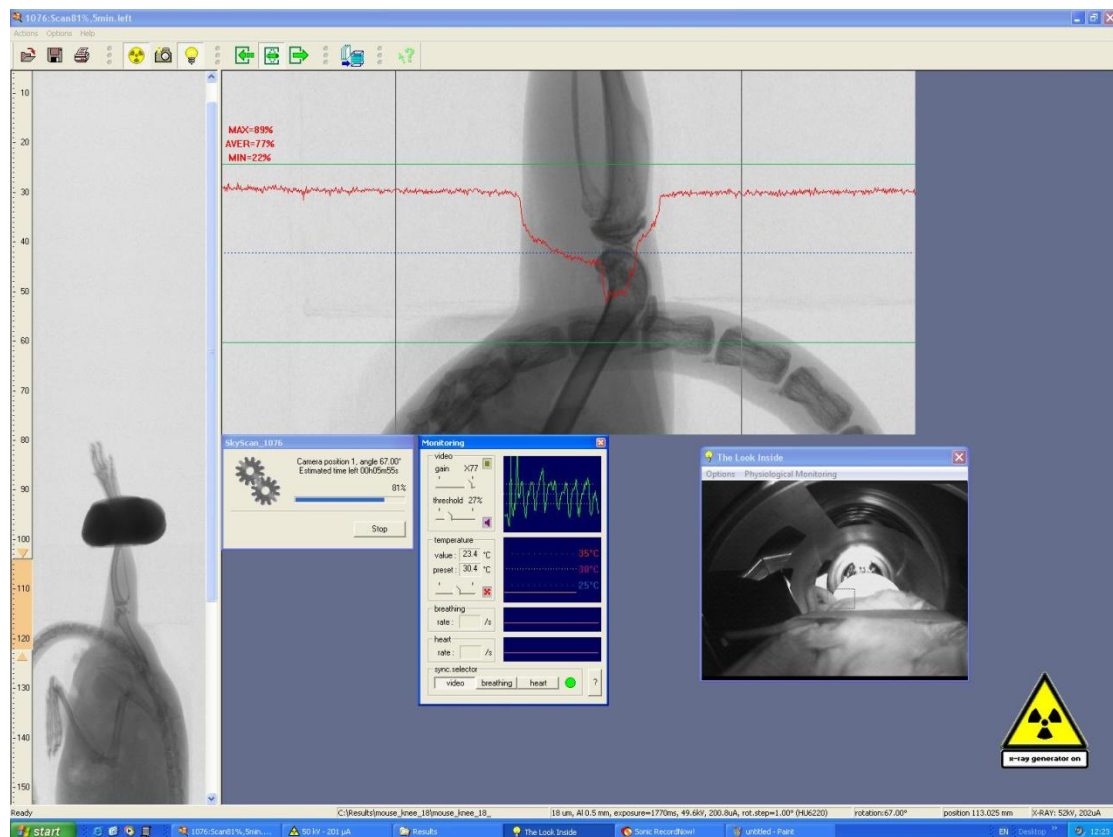 1076:Scan81%,5min.left
Actions Options Help
10
20
30
40
50
60
70
80
90
100
110
120
130
140
150
MAX=89%
AVER=77%
MIN=22%
SkyScan_1076
Camera position 1, angle 67.00°
Estimated time left 00h05m55s
81%
Stop
Monitoring
video
gain X77
threshold 27%
temperature
value : 23.4 °C
preset : 30.4 °C
35°C
30°C
25°C
breathing
rate : /s
heart
rate : /s
sync.selector
video breathing heart ?
The Look Inside
Options Physiological Monitoring
x-ray generator on
Ready C:\Results\mouse_knee_18\mouse_knee_18_ 18 um, Al 0.5 mm, exposure=1770ms, 49.6kV, 200.8uA, rot.step=1.00° (HU6220) rotation:67.00° position 113.025 mm X-RAY: 52kV, 202uA
start 1076:Scan81%,5min.... 50 kV - 201 µA Results The Look Inside Sonic RecordNow! untitled - Paint EN Desktop